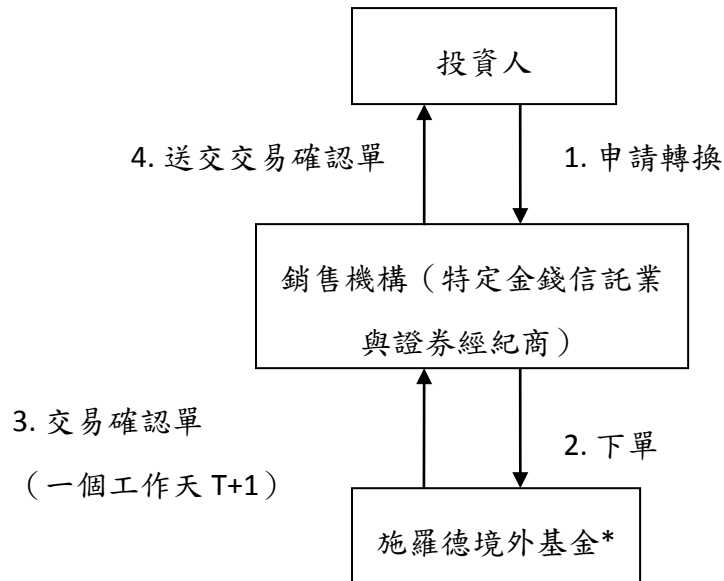 投資人
4. 送交交易確認單
1. 申請轉換
銷售機構（特定金錢信託業
與證券經紀商）
3. 交易確認單
（一個工作天 T+1）
2. 下單
施羅德境外基金*